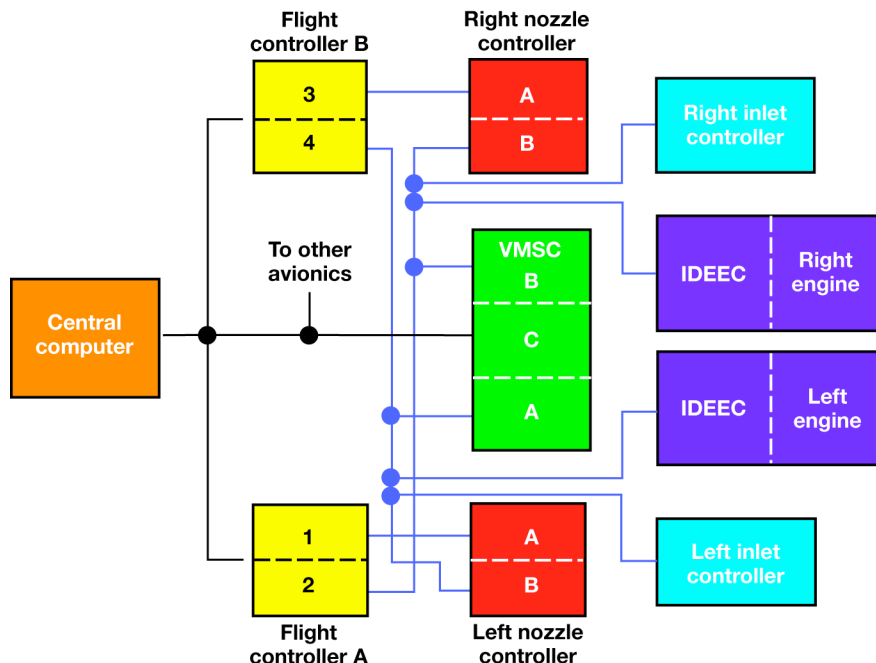 Flight
controller B
Right nozzle
controller
3
4
A
B
Right inlet
controller
To other
avionics
VMSC
B
C
A
IDEEC
Right
engine
Central
computer
IDEEC
Left
engine
1
2
A
B
Left inlet
controller
Flight
controller A
Left nozzle
controller